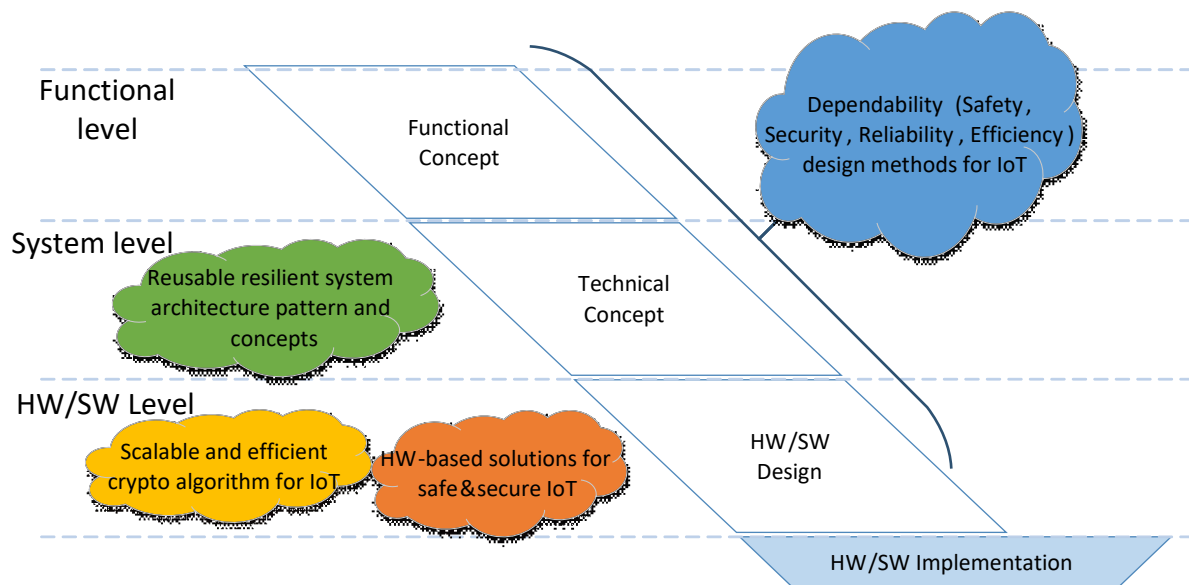 Functional
level
Functional
Concept
Dependability (Safety,
Security, Reliability, Efficiency)
design methods for IoT
System level
Reusable resilient system
architecture pattern and
concepts
Technical
Concept
HW/SW Level
Scalable and efficient
crypto algorithm for IoT
HW-based solutions for
safe&secure IoT
HW/SW
Design
HW/SW Implementation